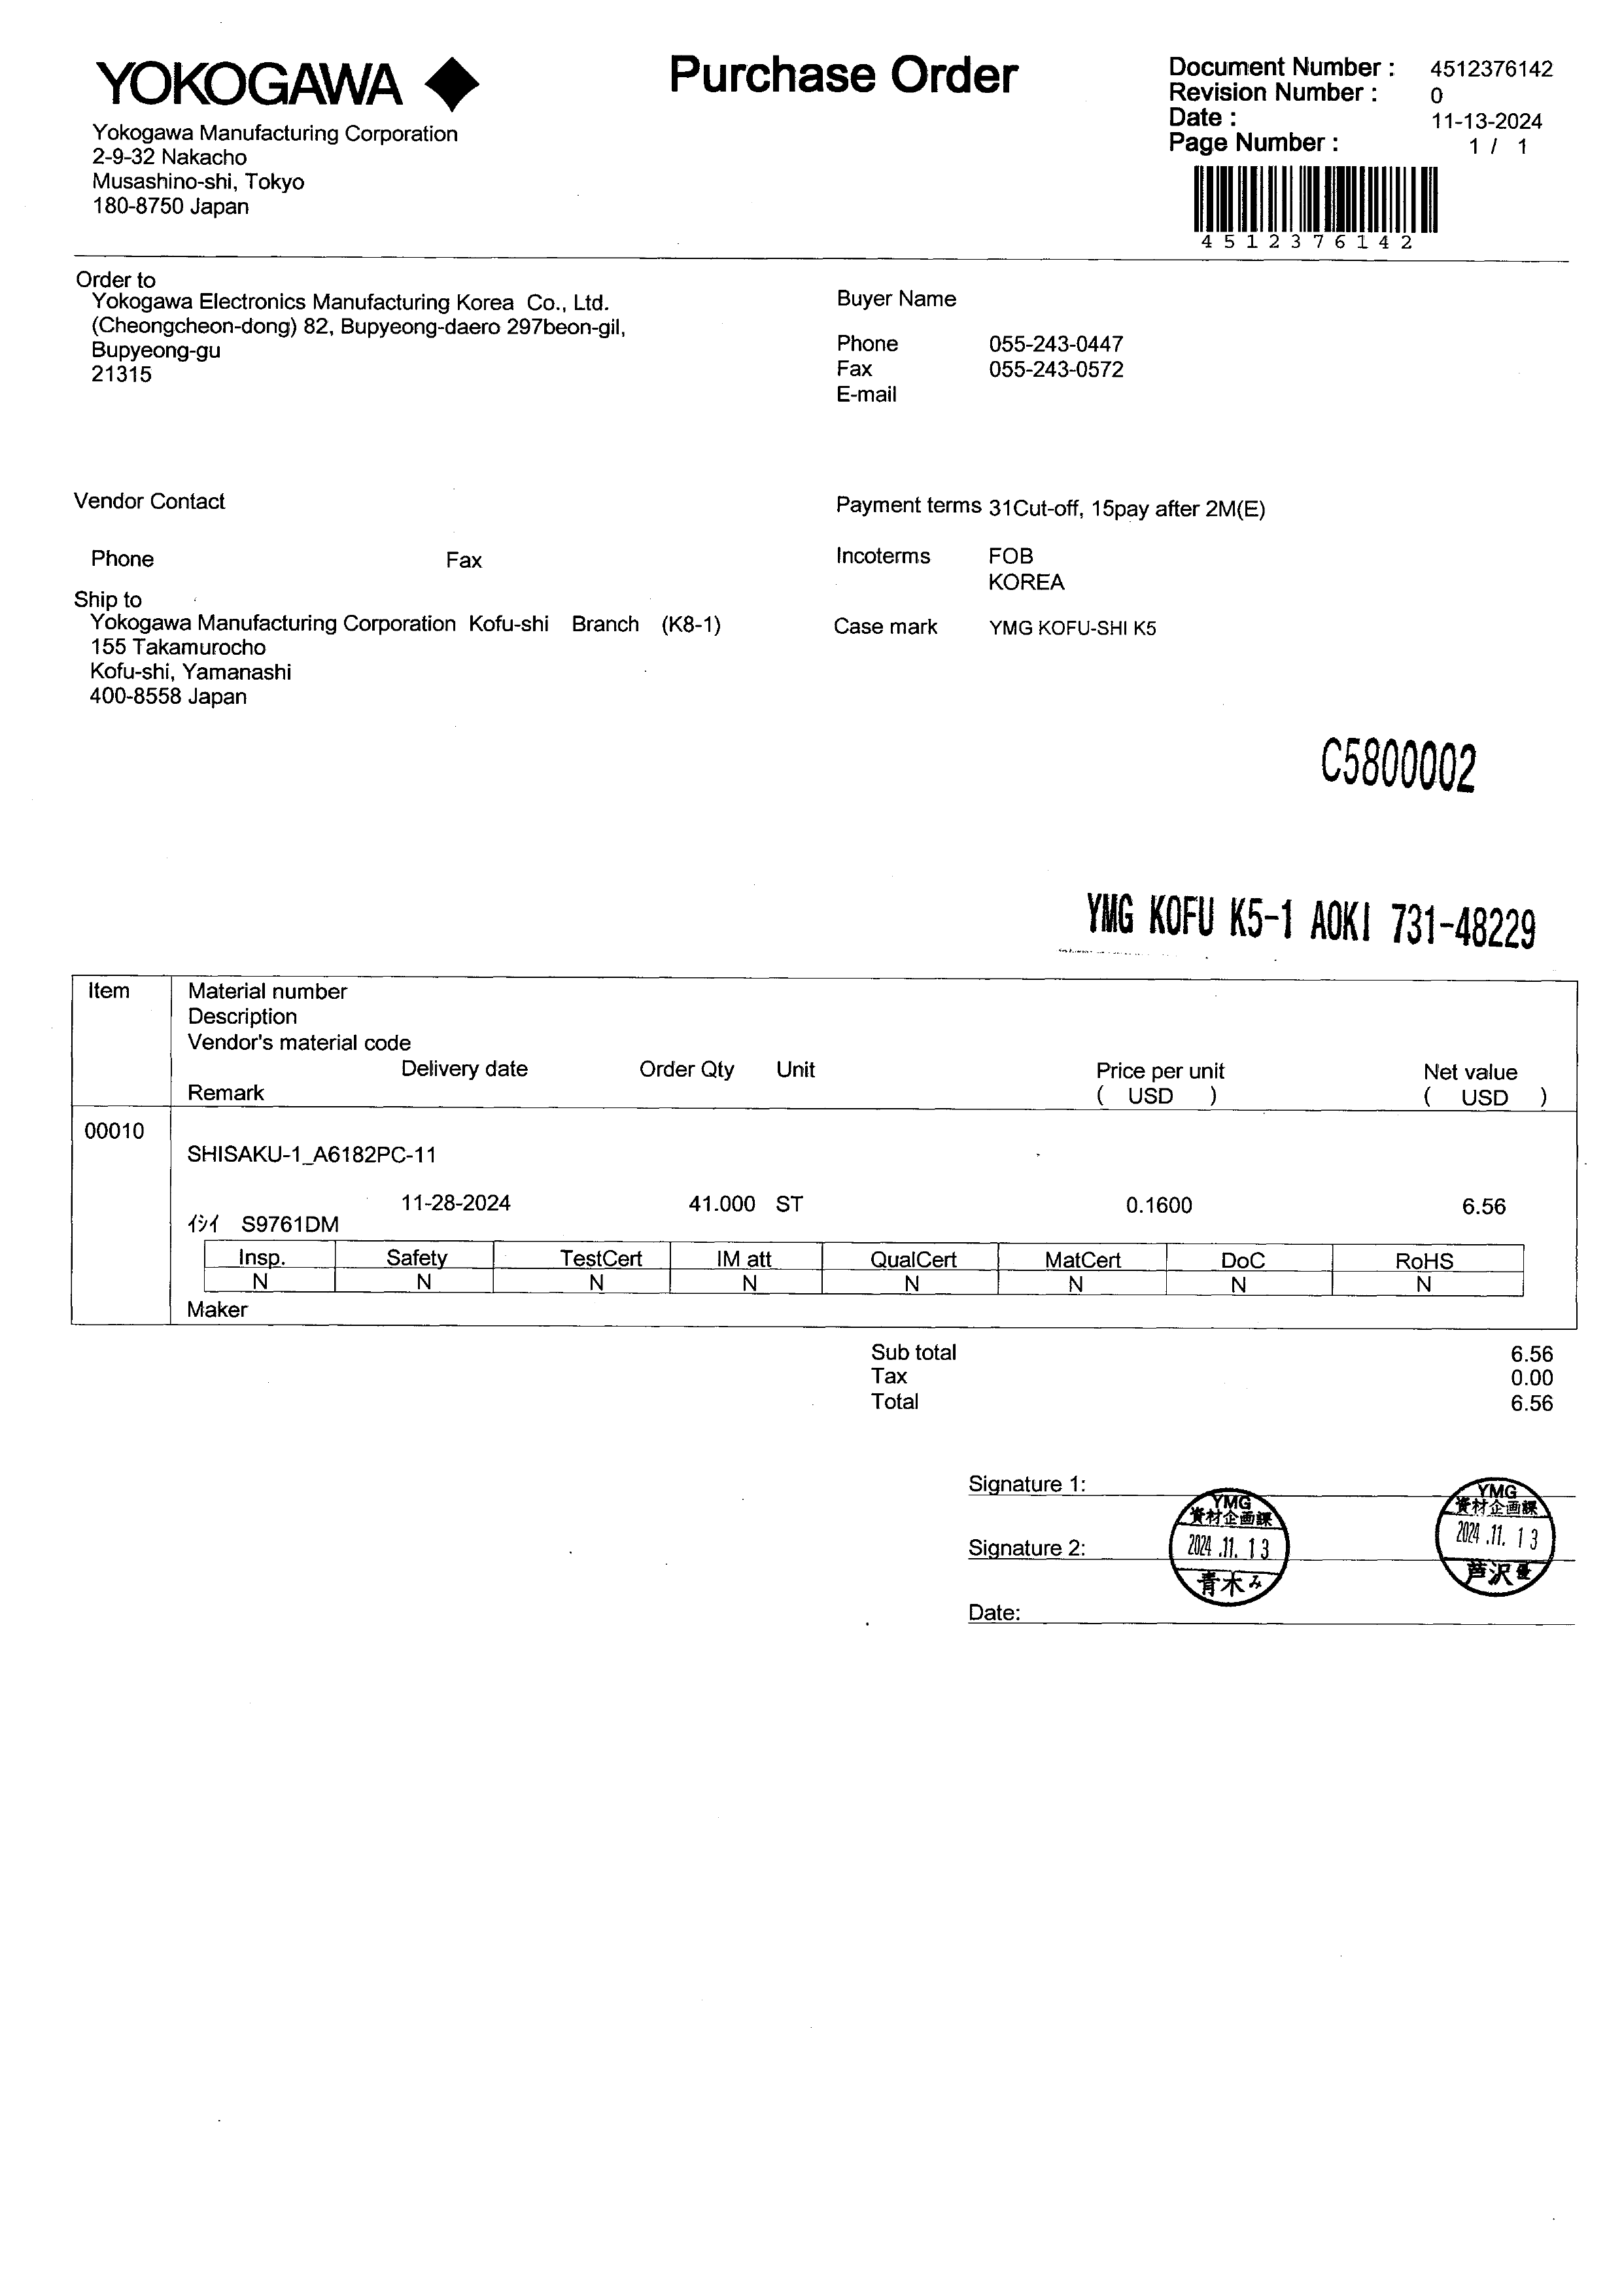 YOKOGAWA
Purchase Order
Document Number : 4512376142
Revision Number : 0
Date : 11-13-2024
Page Number : 1 / 1
4512376142
Yokogawa Manufacturing Corporation
2-9-32 Nakacho
Musashino-shi, Tokyo
180-8750 Japan
Order to
Yokogawa Electronics Manufacturing Korea Co., Ltd.
(Cheongcheon-dong) 82, Bupyeong-daero 297beon-gil,
Bupyeong-gu
21315
Buyer Name
Phone 055-243-0447
Fax 055-243-0572
E-mail
Vendor Contact
Phone Fax
Payment terms 31Cut-off, 15pay after 2M(E)
Incoterms FOB
KOREA
Ship to
Yokogawa Manufacturing Corporation Kofu-shi Branch (K8-1)
155 Takamurocho
Kofu-shi, Yamanashi
400-8558 Japan
Case mark YMG KOFU-SHI K5
C5800002
YMG KOFU K5-1 AOKI 731-48229
Item Material number
Description
Vendor's material code
Delivery date Order Qty Unit Price per unit Net value
Remark ( USD ) ( USD )
00010
SHISAKU-1_A6182PC-11
11-28-2024 41.000 ST 0.1600 6.56
ｲｼｲ S9761DM
Insp. Safety TestCert IM att QualCert MatCert DoC RoHS
N N N N N N N N
Maker
Sub total 6.56
Tax 0.00
Total 6.56
Signature 1:
Signature 2:
Date:
YMG
資材企画課
2024.11.13
青木み
YMG
資材企画課
2024.11.13
芦沢優